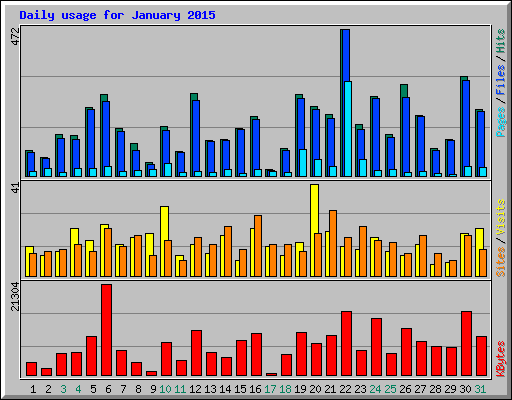 Daily usage for January 2015
472
Pages / Files / Hits
41
Sites / Visits
21304
KBytes
1 2 3 4 5 6 7 8 9 10 11 12 13 14 15 16 17 18 19 20 21 22 23 24 25 26 27 28 29 30 31